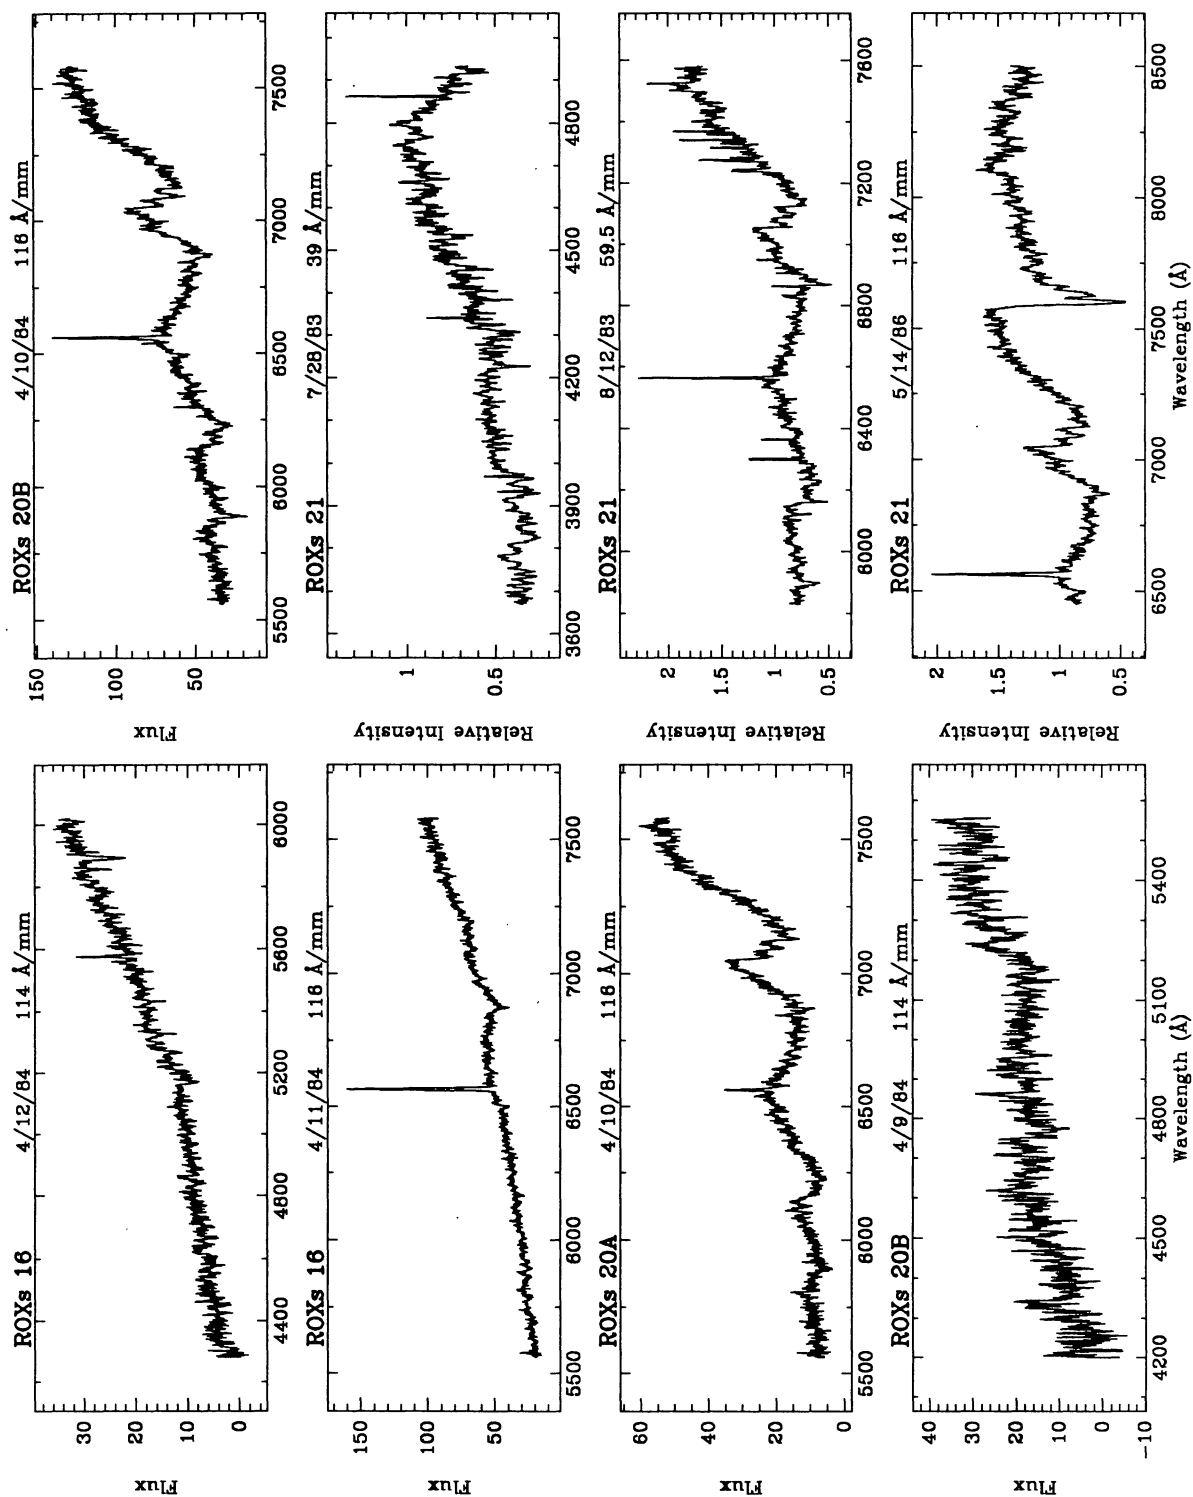 ROXs 16 4/12/84 114 Å/mm
30
20
10
0
Flux
4400 4800 5200 5600 6000
ROXs 16 4/11/84 116 Å/mm
150
100
50
Flux
5500 6000 6500 7000 7500
ROXs 20A 4/10/84 116 Å/mm
60
40
20
0
Flux
5500 6000 6500 7000 7500
ROXs 20B 4/9/84 114 Å/mm
40
30
20
10
0
-10
Flux
4200 4500 4800 5100 5400
Wavelength (Å)
ROXs 20B 4/10/84 116 Å/mm
150
100
50
Flux
5500 6000 6500 7000 7500
ROXs 21 7/28/83 39 Å/mm
1
0.5
Relative Intensity
3600 3900 4200 4500 4800
ROXs 21 8/12/83 59.5 Å/mm
2
1.5
1
0.5
Relative Intensity
6000 6400 6800 7200 7600
ROXs 21 5/14/86 116 Å/mm
2
1.5
1
0.5
Relative Intensity
6500 7000 7500 8000 8500
Wavelength (Å)